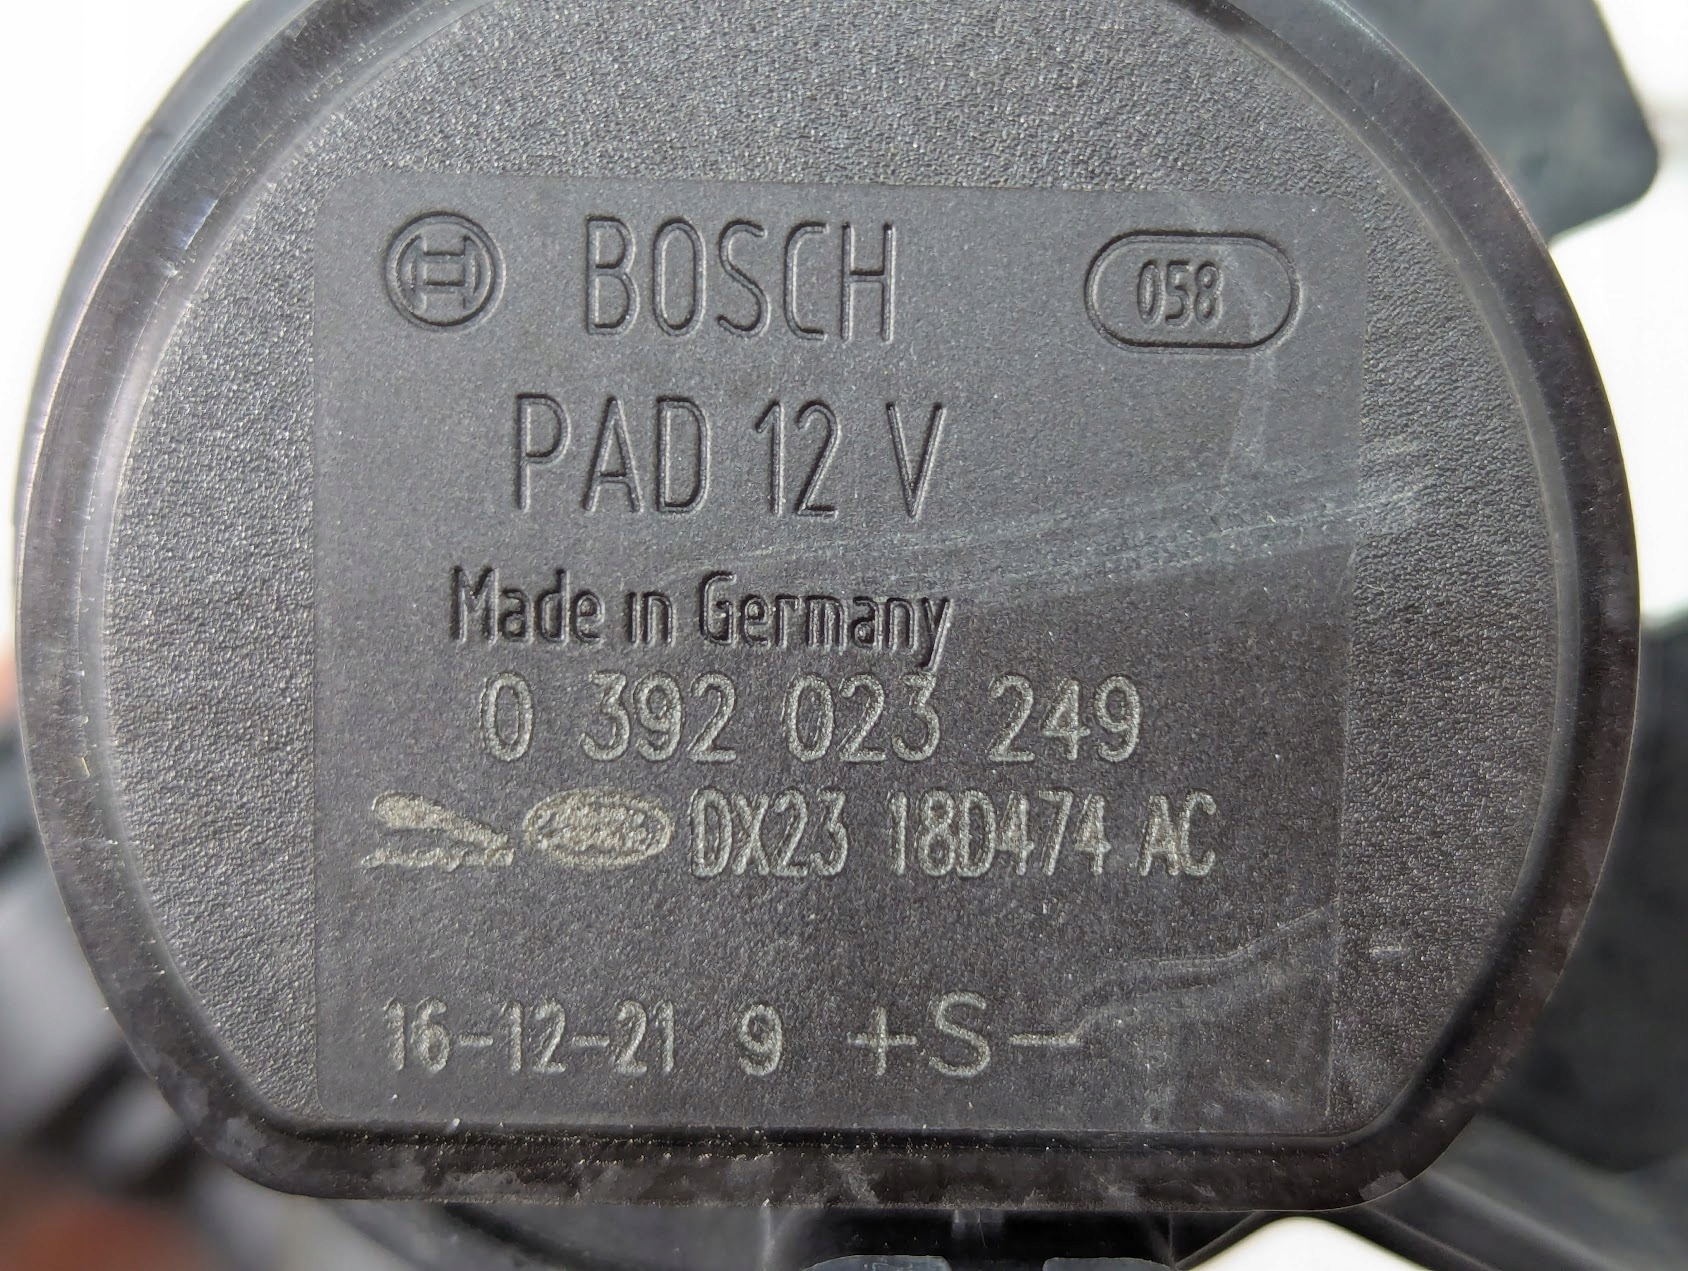 BOSCH 058
PAD 12 V
Made in Germany
0 392 023 249
DX23 18D474 AC
16-12-21 9 +S-